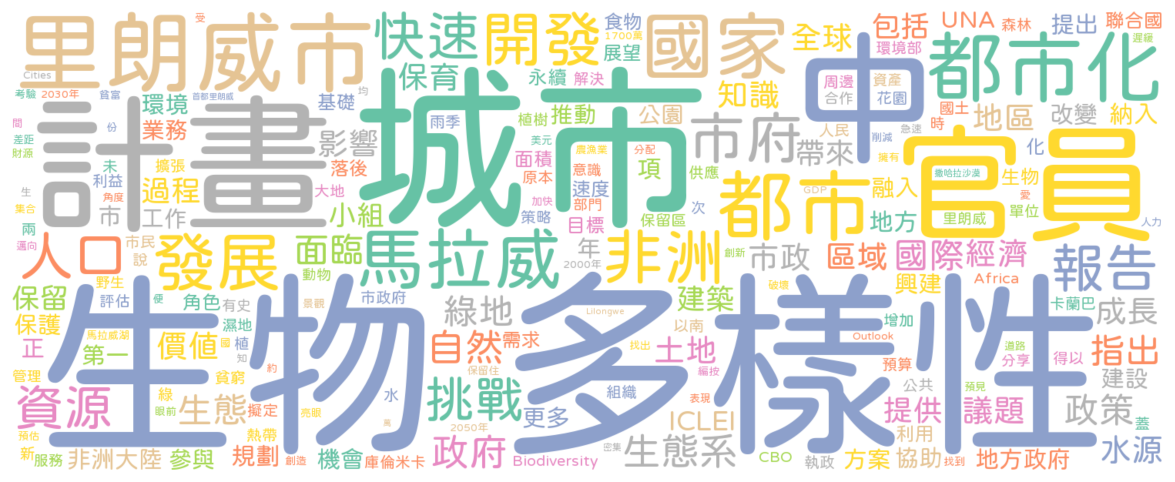 受
里朗威市
快速
開發
國家
食物
1700萬
展望
全球
包括
環境部
UNA
森林
提出
聯合國
遲緩
中
都市化
Cities
考驗
2030年
貧富
首都里朗威
保育
均
永續
解決
知識
周邊
合作
資產
花園
計畫
城市
環境
基礎
間
份
業務
差距
財源
影響
雨季
植樹
推動
美元
公園
農漁業
分配
市府
人民
帶來
削減
急速
國土
時
地區
改變
納入
官員
未
擴張
落後
面積
原本
意識
項
供應
化
撒哈拉沙漠
生物
愛
生
利益
角度
過程
大地
加快
速度
部門
GDP
都市
融入
擁有
集合
兩
市
工作
小組
策略
目標
保留區
次
地方
里朗威
單位
人力
邁向
人口
市民
說
發展
面臨
動物
馬拉威
年
2000年
非洲
創新
市政
區域
國際經濟
報告
生物多樣性
保留
野生
評估
便
角色
有史
景觀
市政府
綠地
Lilongwe
建築
破壞
興建
Africa
卡蘭巴
成長
保護
馬拉威湖
濕地
屬
植
以南
增加
正
第一
價值
知
自然
需求
找出
土地
Outlook
道路
分享
得以
指出
管理
貧窮
約
保留住
編按
預算
資源
綠
眼前
生態
擬定
亮眼
水
挑戰
組織
表現
更多
ICLEI
公共
預見
建設
提供
議題
政策
蓋
預估
新
服務
非洲大陸
參與
熱帶
規劃
創造
機會
2050年
庫倫米卡
政府
Biodiversity
密集
生態系
CBO
執政
利用
方案
協助
找到
地方政府
水源